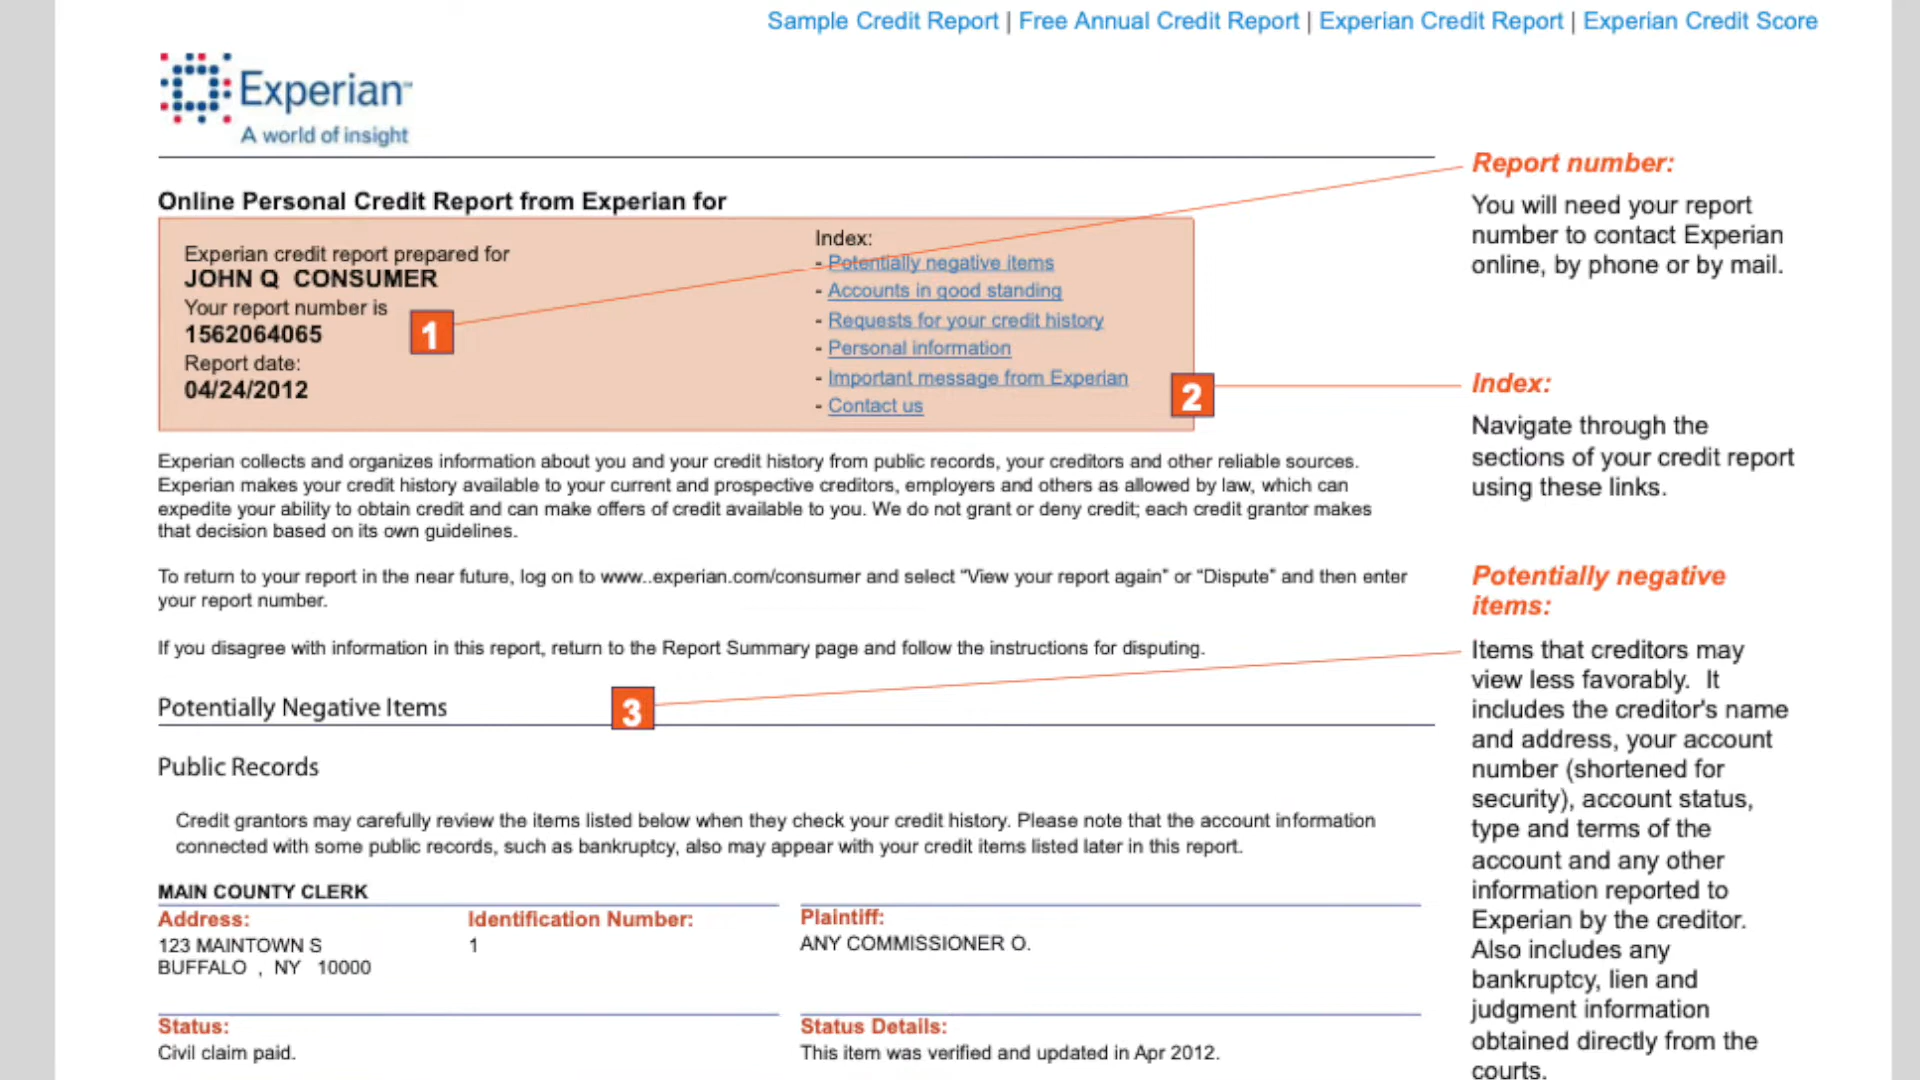 Sample Credit Report | Free Annual Credit Report | Experian Credit Report | Experian Credit Score
Experian™
A world of insight
Online Personal Credit Report from Experian for
Experian credit report prepared for
JOHN Q CONSUMER
Your report number is
1562064065
Report date:
04/24/2012
1
Index:
- Potentially negative items
- Accounts in good standing
- Requests for your credit history
- Personal information
- Important message from Experian
- Contact us
2
Experian collects and organizes information about you and your credit history from public records, your creditors and other reliable sources.
Experian makes your credit history available to your current and prospective creditors, employers and others as allowed by law, which can
expedite your ability to obtain credit and can make offers of credit available to you. We do not grant or deny credit; each credit grantor makes
that decision based on its own guidelines.
To return to your report in the near future, log on to www..experian.com/consumer and select “View your report again” or “Dispute” and then enter
your report number.
If you disagree with information in this report, return to the Report Summary page and follow the instructions for disputing.
Potentially Negative Items
3
Public Records
Credit grantors may carefully review the items listed below when they check your credit history. Please note that the account information
connected with some public records, such as bankruptcy, also may appear with your credit items listed later in this report.
MAIN COUNTY CLERK
Address:
123 MAINTOWN S
BUFFALO , NY 10000
Identification Number:
1
Plaintiff:
ANY COMMISSIONER O.
Status:
Civil claim paid.
Status Details:
This item was verified and updated in Apr 2012.
Report number:
You will need your report
number to contact Experian
online, by phone or by mail.
Index:
Navigate through the
sections of your credit report
using these links.
Potentially negative
items:
Items that creditors may
view less favorably. It
includes the creditor's name
and address, your account
number (shortened for
security), account status,
type and terms of the
account and any other
information reported to
Experian by the creditor.
Also includes any
bankruptcy, lien and
judgment information
obtained directly from the
courts.